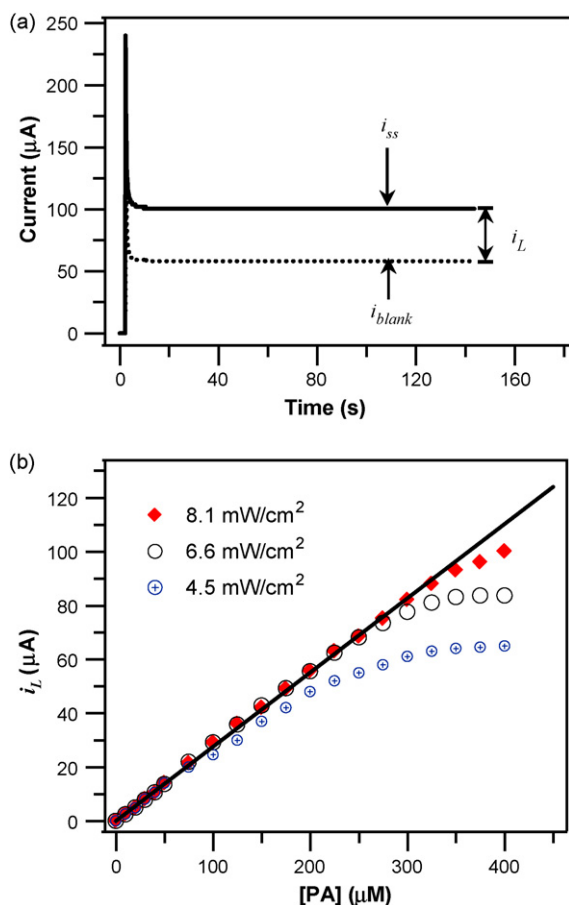 (a)
250
200
150
100
50
0
Current (μA)
i_ss
i_L
i_blank
0 40 80 120 160
Time (s)
(b)
120
100
80
60
40
20
0
i_L (μA)
8.1 mW/cm²
6.6 mW/cm²
4.5 mW/cm²
0 100 200 300 400
[PA] (μM)